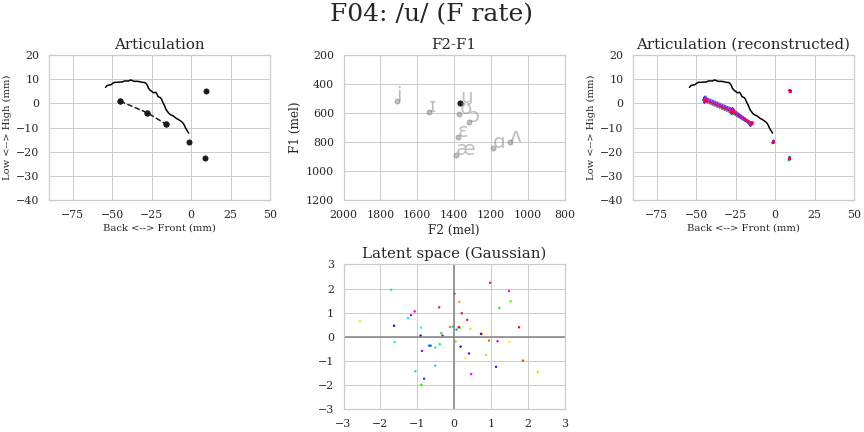 F04: /u/ (F rate)
Articulation
F2-F1
Articulation (reconstructed)
20
10
0
−10
−20
−30
−40
Low <--> High (mm)
−75
−50
−25
0
25
50
Back <--> Front (mm)
200
400
600
800
1000
1200
F1 (mel)
i
ɪ
u
ʊ
ɔ
ɛ
æ
ɑ
ʌ
2000
1800
1600
1400
1200
1000
800
F2 (mel)
20
10
0
−10
−20
−30
−40
Low <--> High (mm)
−75
−50
−25
0
25
50
Back <--> Front (mm)
Latent space (Gaussian)
3
2
1
0
−1
−2
−3
−3
−2
−1
0
1
2
3